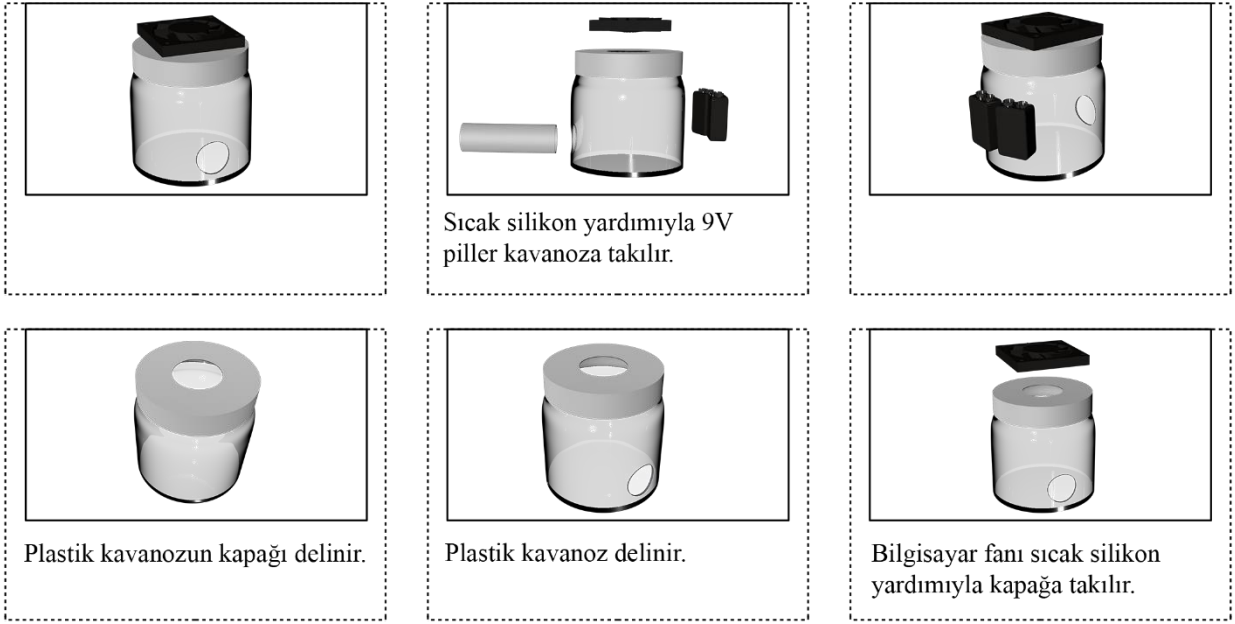 Sıcak silikon yardımıyla 9V
piller kavanoza takılır.
Plastik kavanozun kapağı delinir.
Plastik kavanoz delinir.
Bilgisayar fanı sıcak silikon
yardımıyla kapağa takılır.